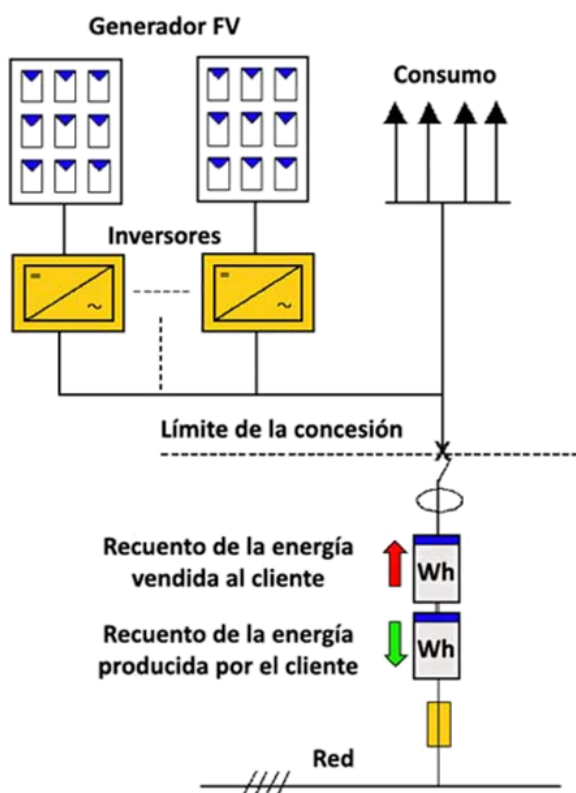 Generador FV
Consumo
Inversores
Límite de la concesión
Recuento de la energía
vendida al cliente
Wh
Recuento de la energía
producida por el cliente
Wh
Red